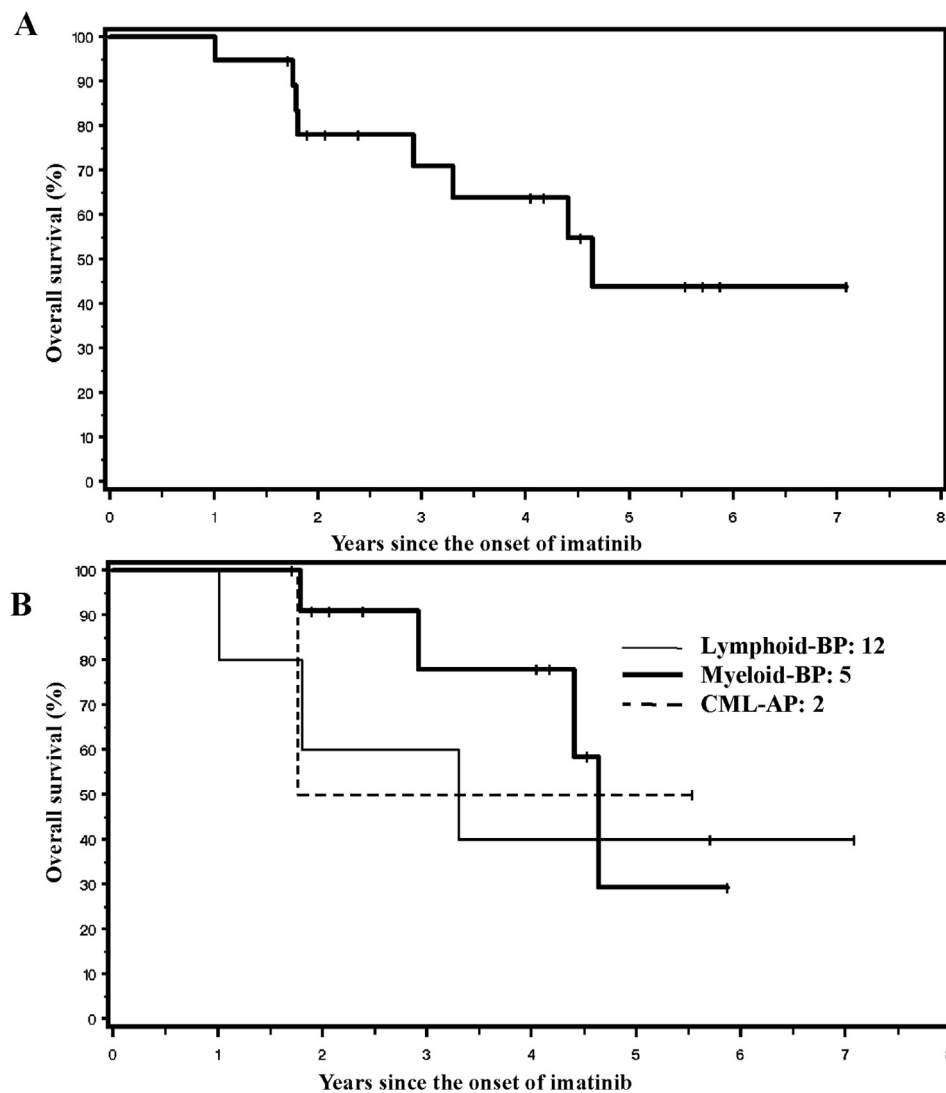 A
100
90
80
70
60
50
40
30
20
10
0
Overall survival (%)
0 1 2 3 4 5 6 7 8
Years since the onset of imatinib
B
100
90
80
70
60
50
40
30
20
10
0
Overall survival (%)
Lymphoid-BP: 12
Myeloid-BP: 5
CML-AP: 2
0 1 2 3 4 5 6 7
Years since the onset of imatinib